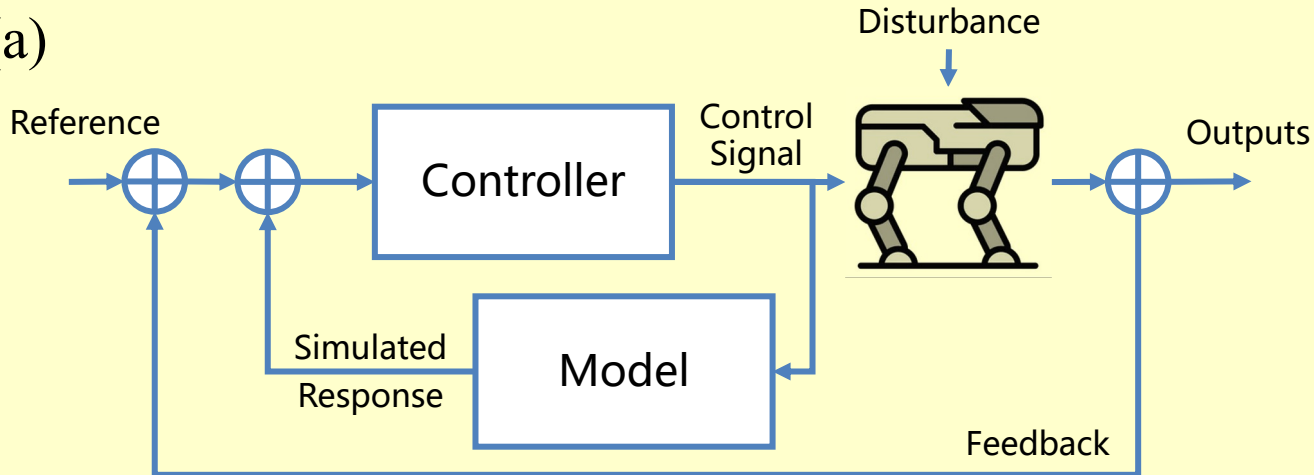 (a)
Disturbance
Reference
Control
Signal
Outputs
Controller
Simulated
Response
Model
Feedback